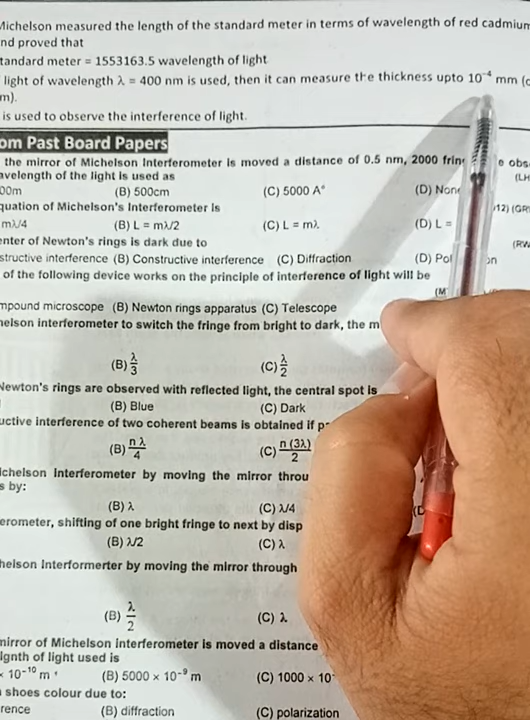 Michelson measured the length of the standard meter in terms of wavelength of red cadmium
nd proved that
tandard meter = 1553163.5 wavelength of light
light of wavelength λ = 400 nm is used, then it can measure the thickness upto 10⁻⁴ mm (
m).
is used to observe the interference of light.
om Past Board Papers
the mirror of Michelson Interferometer is moved a distance of 0.5 nm, 2000 frin e obs
avelength of the light is used as (LH
00m (B) 500cm (C) 5000 A° (D) None
quation of Michelson's Interferometer is 12) (GR
mλ/4 (B) L = mλ/2 (C) L = mλ. (D) L =
enter of Newton's rings is dark due to (RW
structive interference (B) Constructive interference (C) Diffraction (D) Pol n
of the following device works on the principle of interference of light will be
(M
mpound microscope (B) Newton rings apparatus (C) Telescope
helson interferometer to switch the fringe from bright to dark, the m
(B) λ/3 (C) λ/2
Newton's rings are observed with reflected light, the central spot is
(B) Blue (C) Dark
uctive interference of two coherent beams is obtained if p
(B) n λ/4 (C) n (3λ)/2
ichelson Interferometer by moving the mirror throu
s by:
(B) λ (C) λ/4
erometer, shifting of one bright fringe to next by disp
(B) λ/2 (C) λ
helson Informerter by moving the mirror through
(B) λ/2 (C) λ
mirror of Michelson interferometer is moved a distance
ignth of light used is
× 10⁻¹⁰ m (B) 5000 × 10⁻⁹ m (C) 1000 × 10
shoes colour due to:
rence (B) diffraction (C) polarization